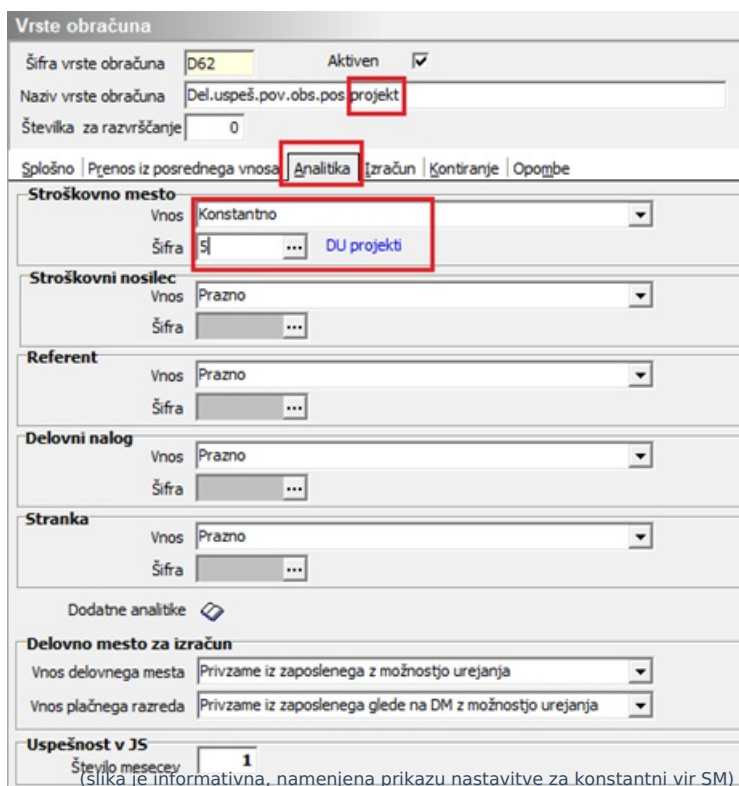 Vrste obračuna
Šifra vrste obračuna D62 Aktiven
Naziv vrste obračuna Del.uspeš.pov.obs.pos.projekt
Številka za razvrščanje 0
Splošno Prenos iz posrednega vnosa Analitika Izračun Kontiranje Opombe
Stroškovno mesto
Vnos Konstantno
Šifra 5 ... DU projekti
Stroškovni nosilec
Vnos Prazno
Šifra ...
Referent
Vnos Prazno
Šifra ...
Delovni nalog
Vnos Prazno
Šifra ...
Stranka
Vnos Prazno
Šifra ...
Dodatne analitike
Delovno mesto za izračun
Vnos delovnega mesta Privzame iz zaposlenega z možnostjo urejanja
Vnos plačnega razreda Privzame iz zaposlenega glede na DM z možnostjo urejanja
Uspešnost v JS
Število mesecev 1
(slika je informativna, namenjena prikazu nastavitve za konstantni vir SM)